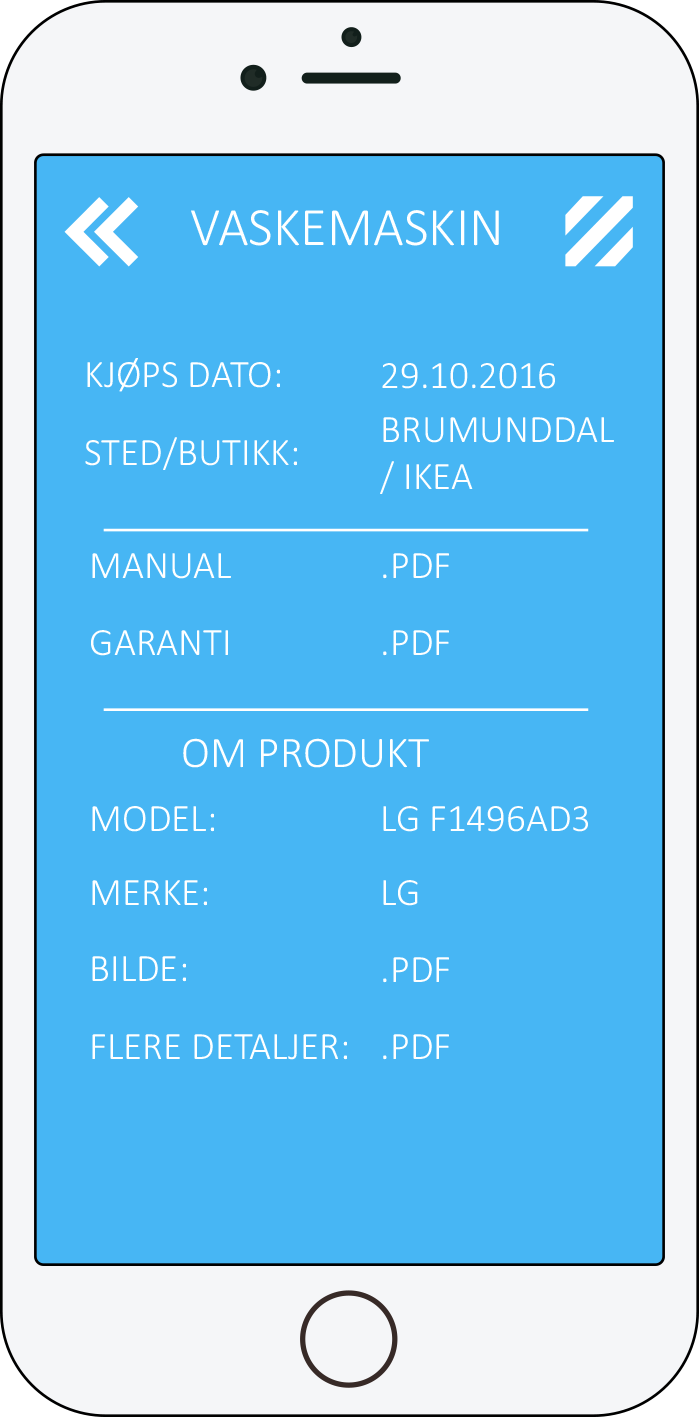 VASKEMASKIN
KJØPS DATO: 29.10.2016
STED/BUTIKK: BRUMUNDDAL
/ IKEA
MANUAL .PDF
GARANTI .PDF
OM PRODUKT
MODEL: LG F1496AD3
MERKE: LG
BILDE: .PDF
FLERE DETALJER: .PDF